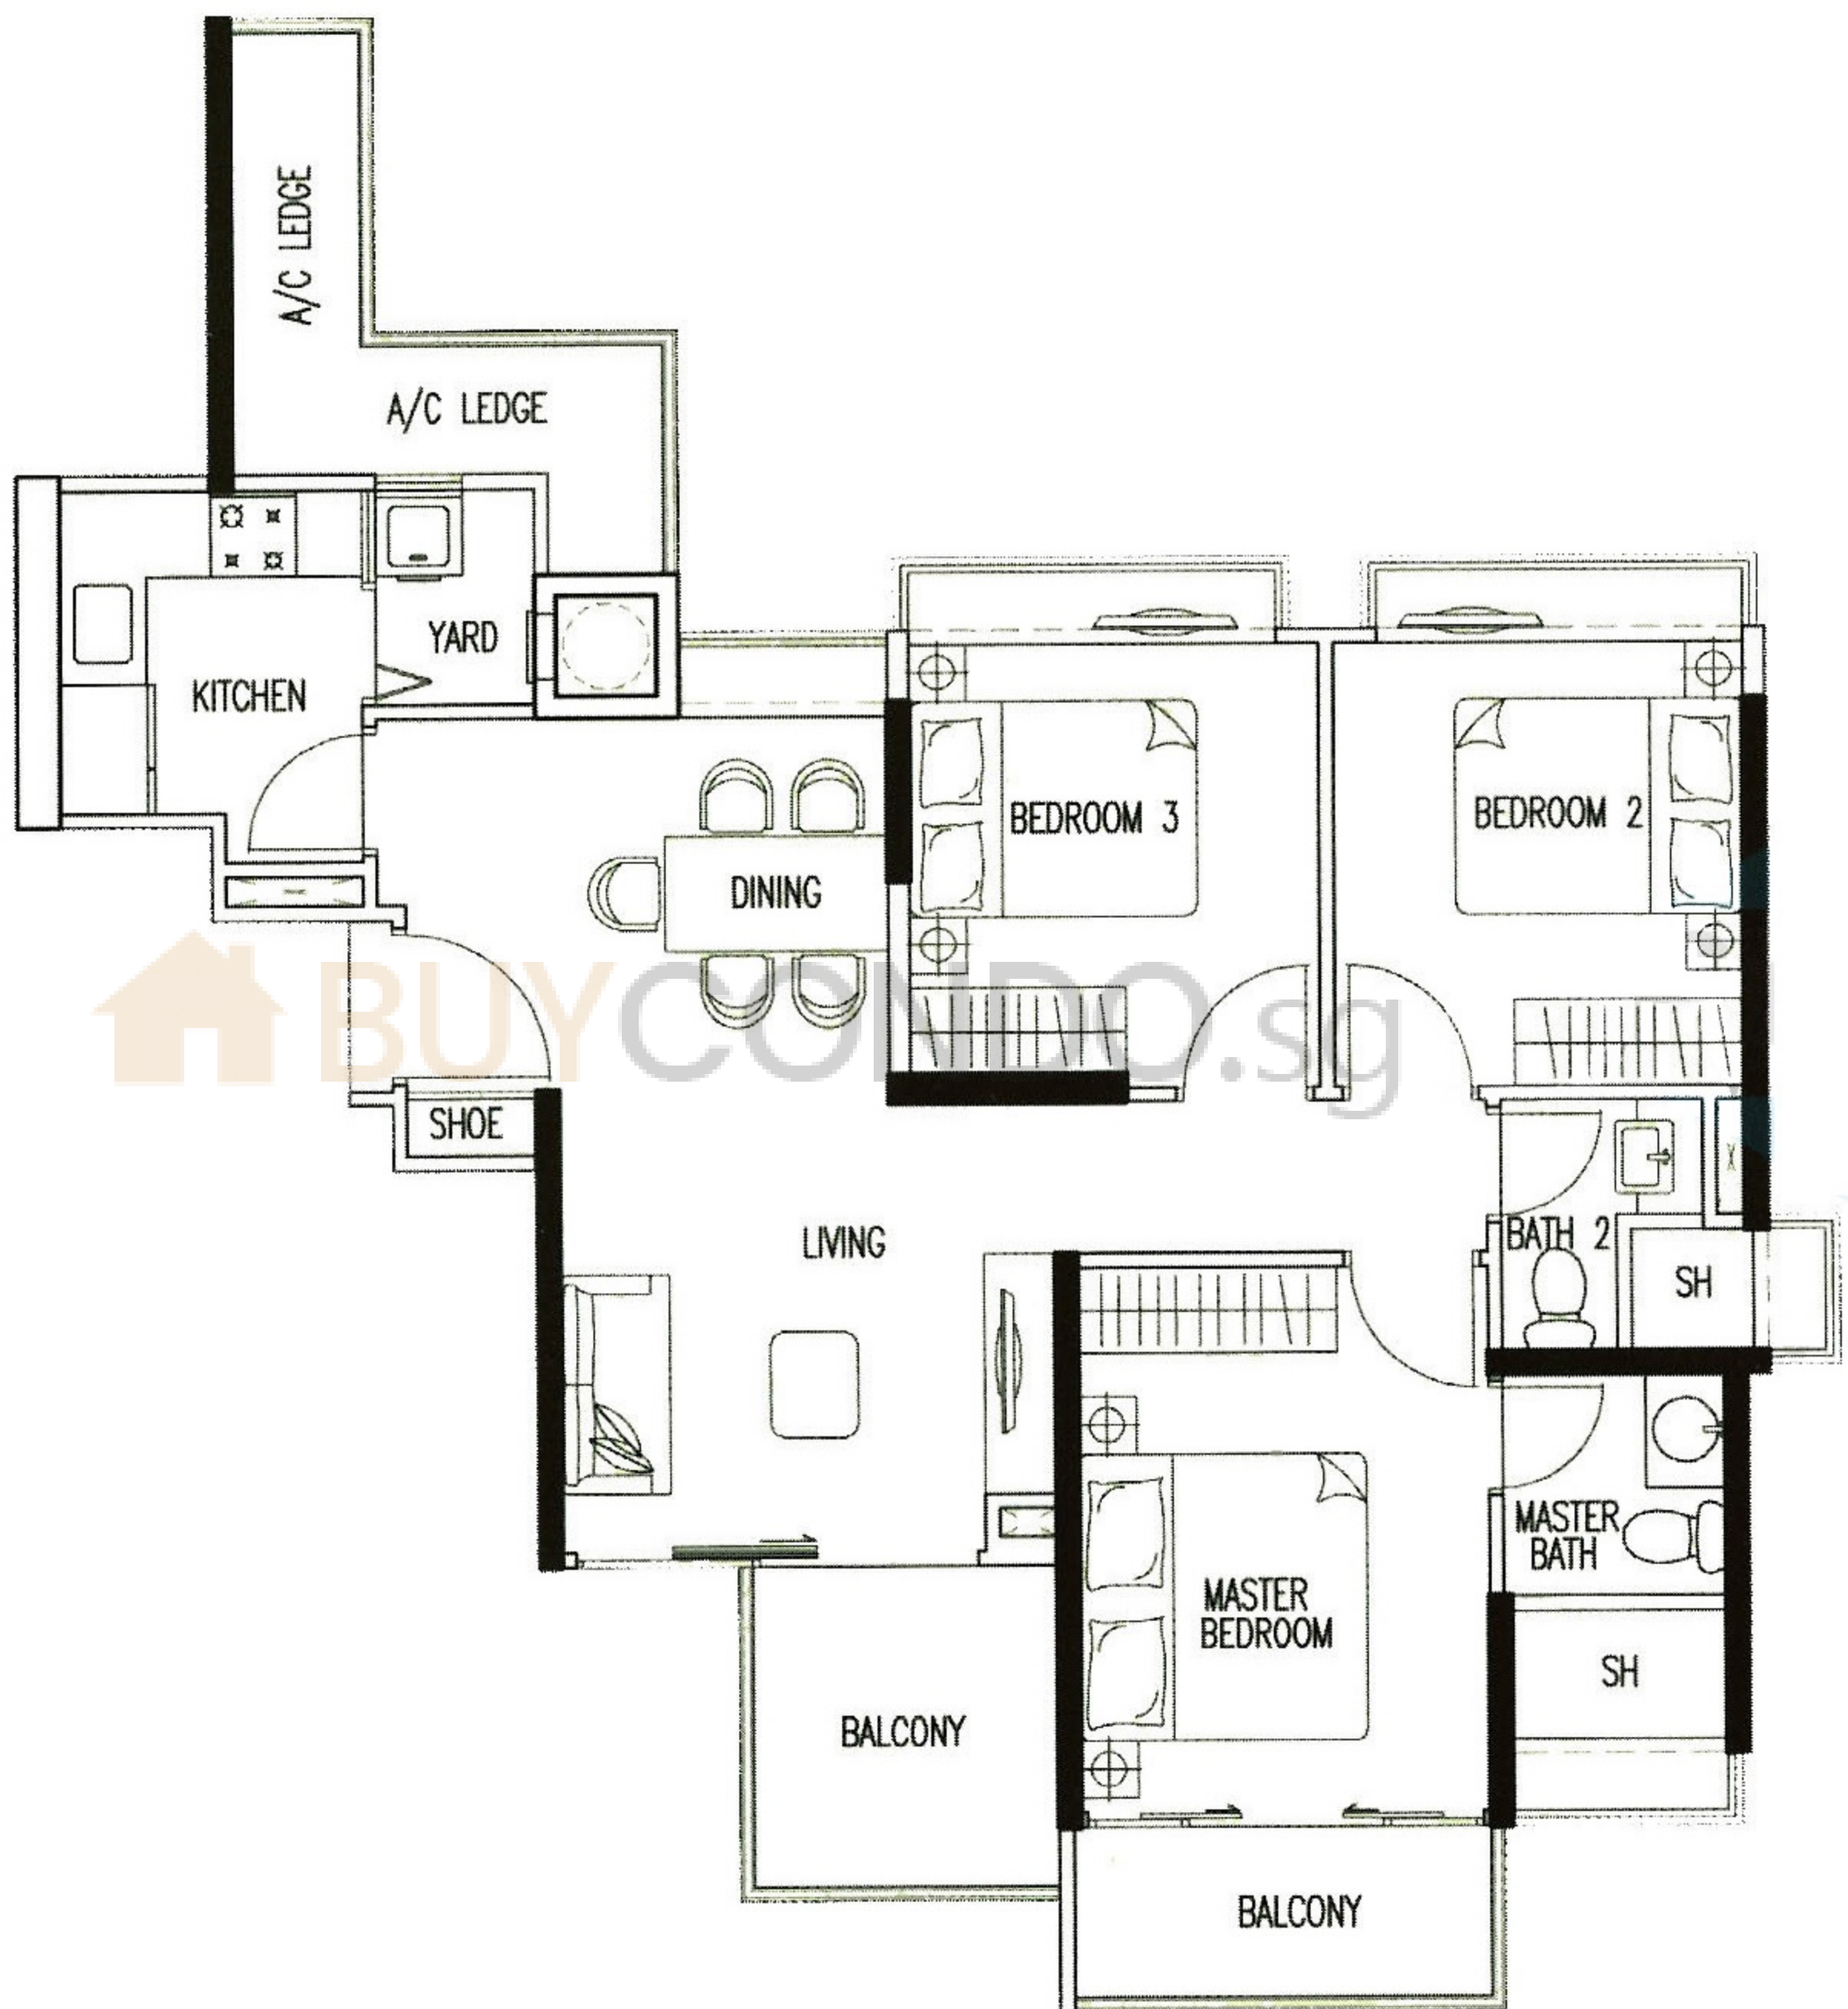 A/C LEDGE
A/C LEDGE
YARD
KITCHEN
BEDROOM 3
BEDROOM 2
DINING
BUYCONDO.sg
SHOE
LIVING
BATH 2
SH
MASTER
BATH
MASTER
BEDROOM
SH
BALCONY
BALCONY